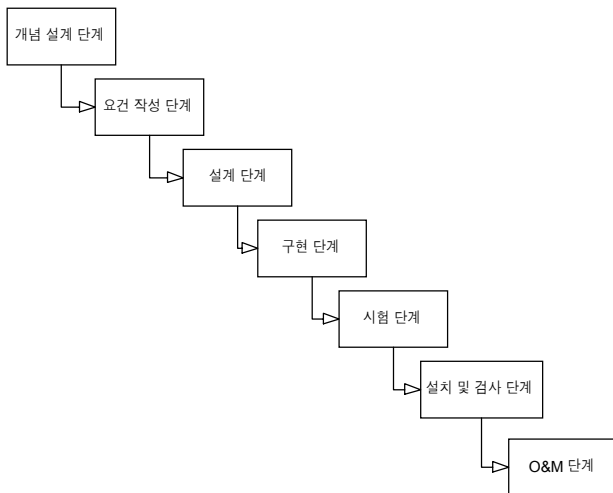 개념 설계 단계
요건 작성 단계
설계 단계
구현 단계
시험 단계
설치 및 검사 단계
O&M 단계